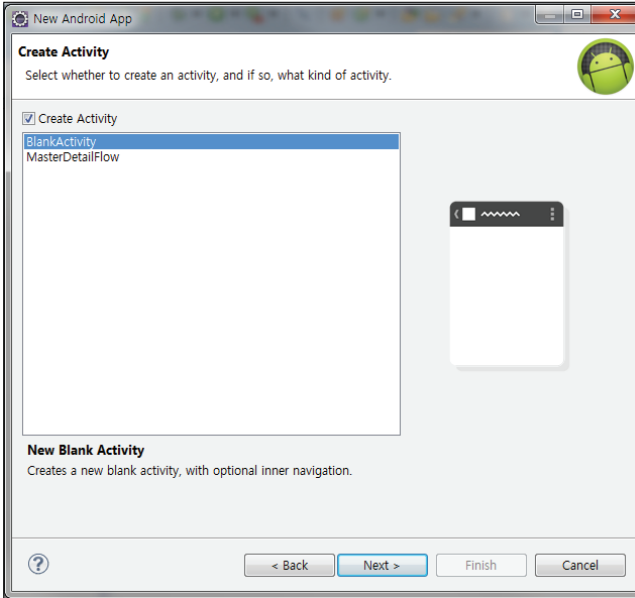 New Android App
Create Activity
Select whether to create an activity, and if so, what kind of activity.
Create Activity
BlankActivity
MasterDetailFlow
New Blank Activity
Creates a new blank activity, with optional inner navigation.
?
< Back Next > Finish Cancel